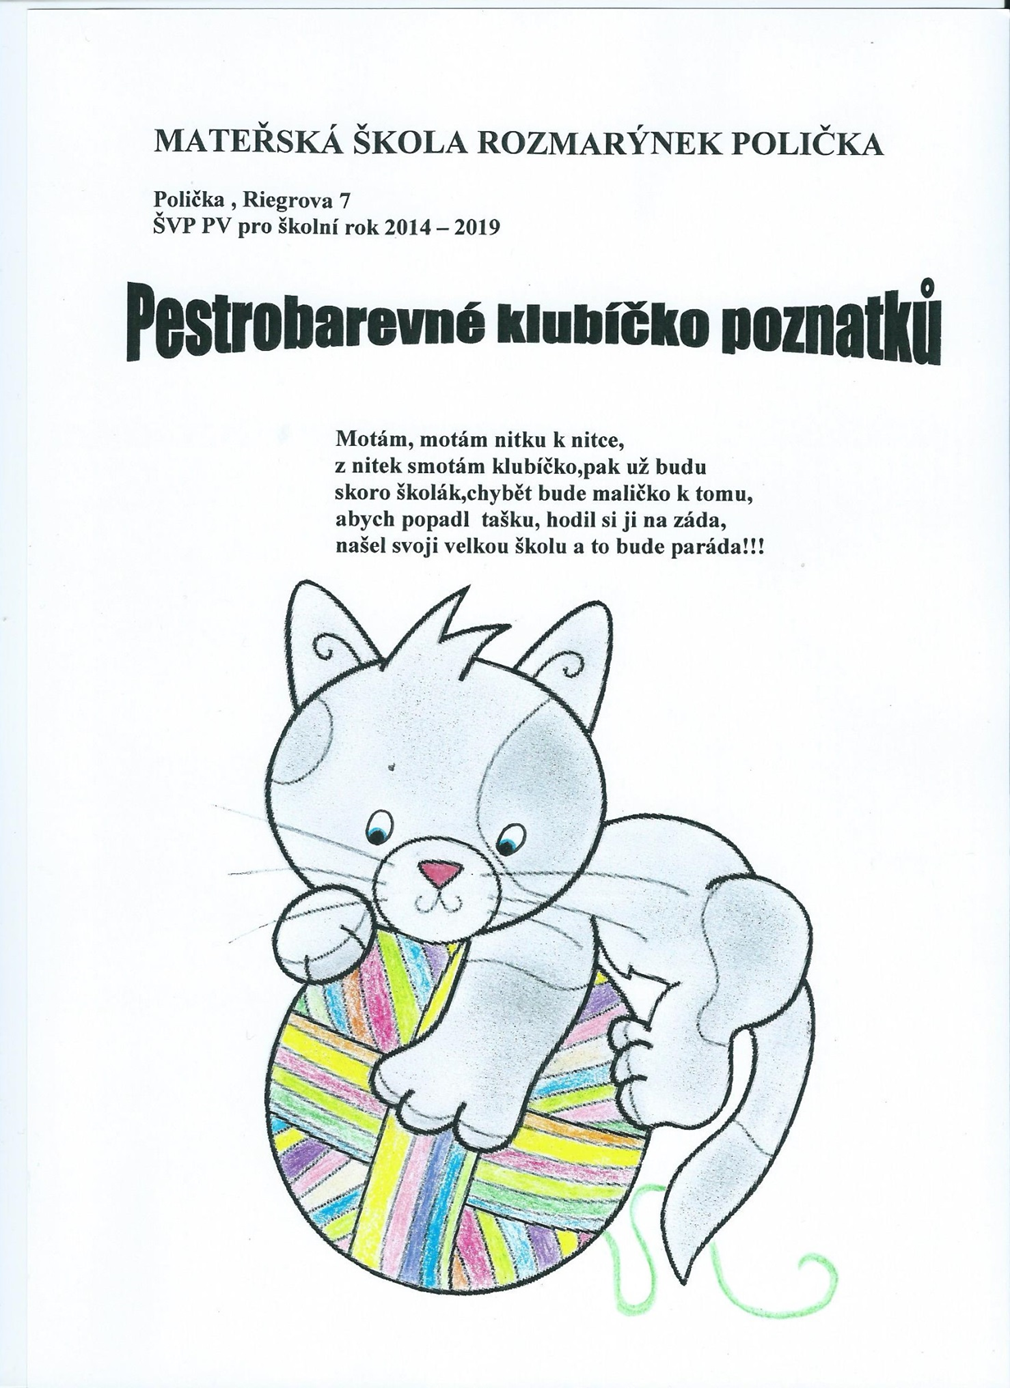 MATEŘSKÁ ŠKOLA ROZMARÝNEK POLIČKA
Polička , Riegrova 7
ŠVP PV pro školní rok 2014 – 2019
Pestrobarevné klubíčko poznatků
Motám, motám nitku k nitce,
z nitek smotám klubíčko,pak už budu
skoro školák,chybět bude maličko k tomu,
abych popadl tašku, hodil si ji na záda,
našel svoji velkou školu a to bude paráda!!!